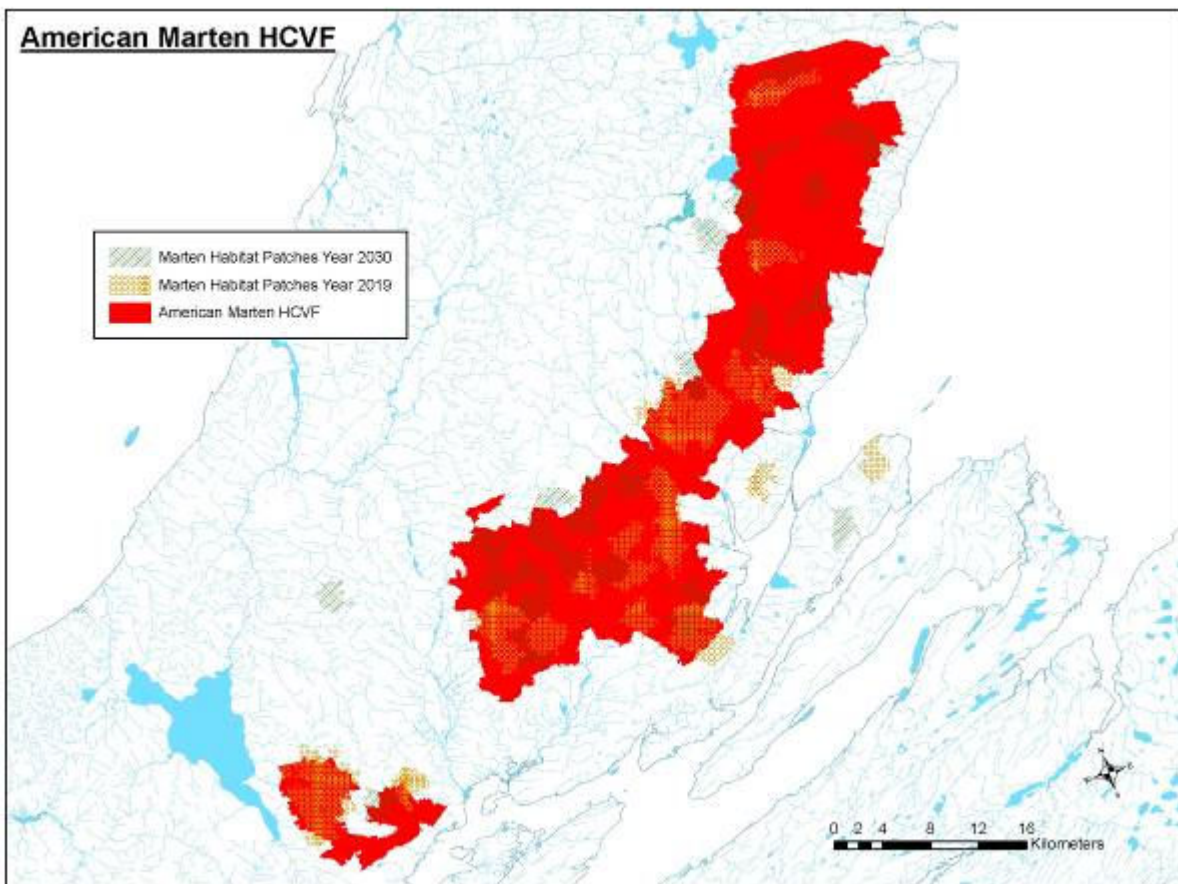 American Marten HCVF
Marten Habitat Patches Year 2030
Marten Habitat Patches Year 2019
American Marten HCVF
0 2 4 8 12 16
Kilometers